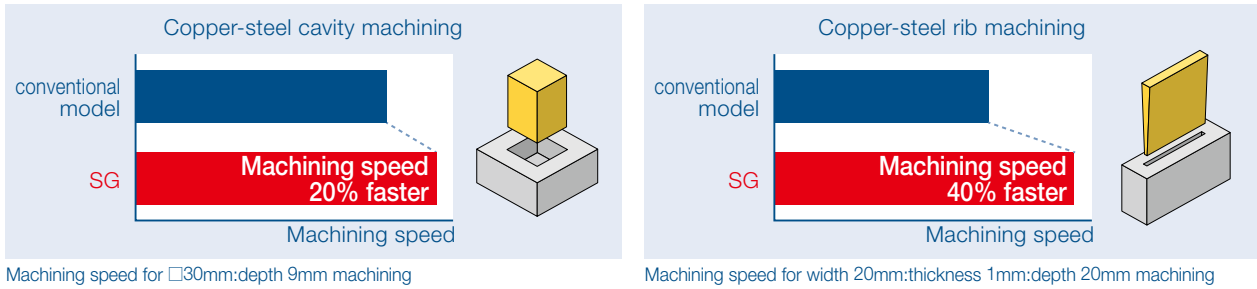 Copper-steel cavity machining
conventional
model
SG
Machining speed
20% faster
Machining speed
Machining speed for □30mm:depth 9mm machining
Copper-steel rib machining
conventional
model
SG
Machining speed
40% faster
Machining speed
Machining speed for width 20mm:thickness 1mm:depth 20mm machining